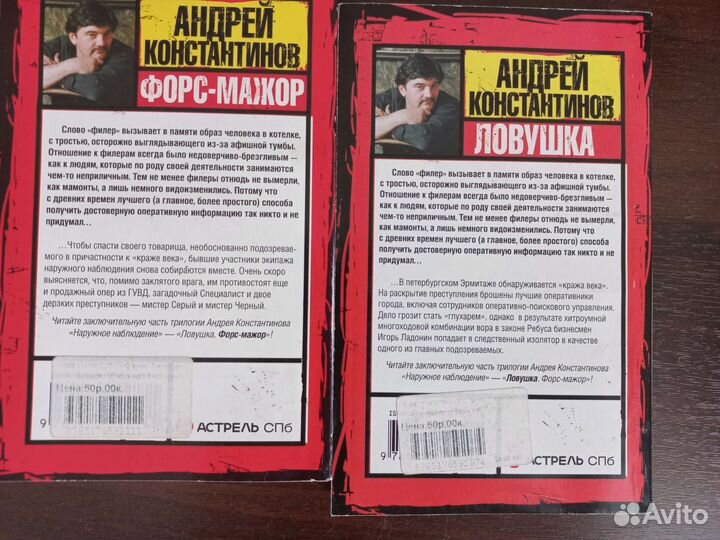 АНДРЕЙ
КОНСТАНТИНОВ
ФОРС-МАЖОР
Слово «филер» вызывает в памяти образ человека в котелке,
с тростью, осторожно выглядывающего из-за афишной тумбы.
Отношение к филерам всегда было недоверчиво-брезгливым —
как к людям, которые по роду своей деятельности занимаются
чем-то неприличным. Тем не менее филеры отнюдь не вымерли,
как мамонты, а лишь немного видоизменились. Потому что
с древних времен лучшего (а главное, более простого) способа
получить достоверную оперативную информацию так никто и не
придумал…
…Чтобы спасти своего товарища, необоснованно подозревае-
мого в причастности к «краже века», бывшие участники экипажа
наружного наблюдения снова собираются вместе. Очень скоро
выясняется, что, помимо заклятого врага, им противостоят еще
и продажный опер из ГУВД, загадочный Специалист и двое
дерзких преступников — мистер Серый и мистер Черный.
Читайте заключительную часть трилогии Андрея Константинова
«Наружное наблюдение» — «Ловушка. Форс-мажор»!
Цена:50р.00к.
9
АСТРЕЛЬ СПб
АНДРЕЙ
КОНСТАНТИНОВ
ЛОВУШКА
Слово «филер» вызывает в памяти образ человека в котелке,
с тростью, осторожно выглядывающего из-за афишной тумбы.
Отношение к филерам всегда было недоверчиво-брезгливым —
как к людям, которые по роду своей деятельности занимаются
чем-то неприличным. Тем не менее филеры отнюдь не вымерли,
как мамонты, а лишь немного видоизменились. Потому что
с древних времен лучшего (а главное, более простого) способа
получить достоверную оперативную информацию так никто и не
придумал…
…В петербургском Эрмитаже обнаруживается «кража века».
На раскрытие преступления брошены лучшие оперативники
города, включая сотрудников оперативно-поискового управления.
Дело грозит стать «глухарем», однако в результате хитроумной
многоходовой комбинации вора в законе Ребуса бизнесмен
Игорь Ладонин попадает в следственный изолятор в качестве
одного из главных подозреваемых.
Читайте заключительную часть трилогии Андрея Константинова
«Наружное наблюдение» — «Ловушка. Форс-мажор»!
IS
Цена:50р.00к.
9 7
АСТРЕЛЬ СПб
Avito